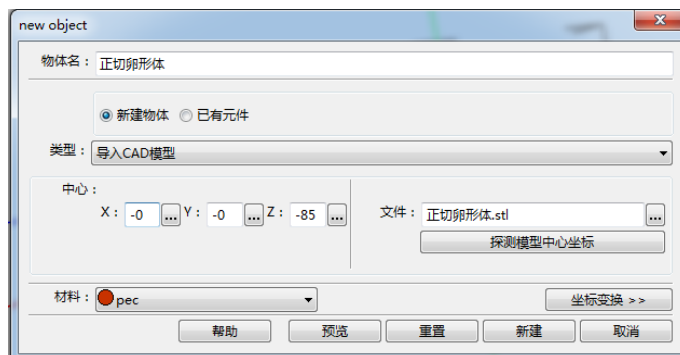 new object
物体名： 正切卵形体
新建物体 已有元件
类型： 导入CAD模型
中心：
X： -0 ... Y： -0 ... Z： -85 ... 文件： 正切卵形体.stl ...
探测模型中心坐标
材料： pec 坐标变换 >>
帮助 预览 重置 新建 取消